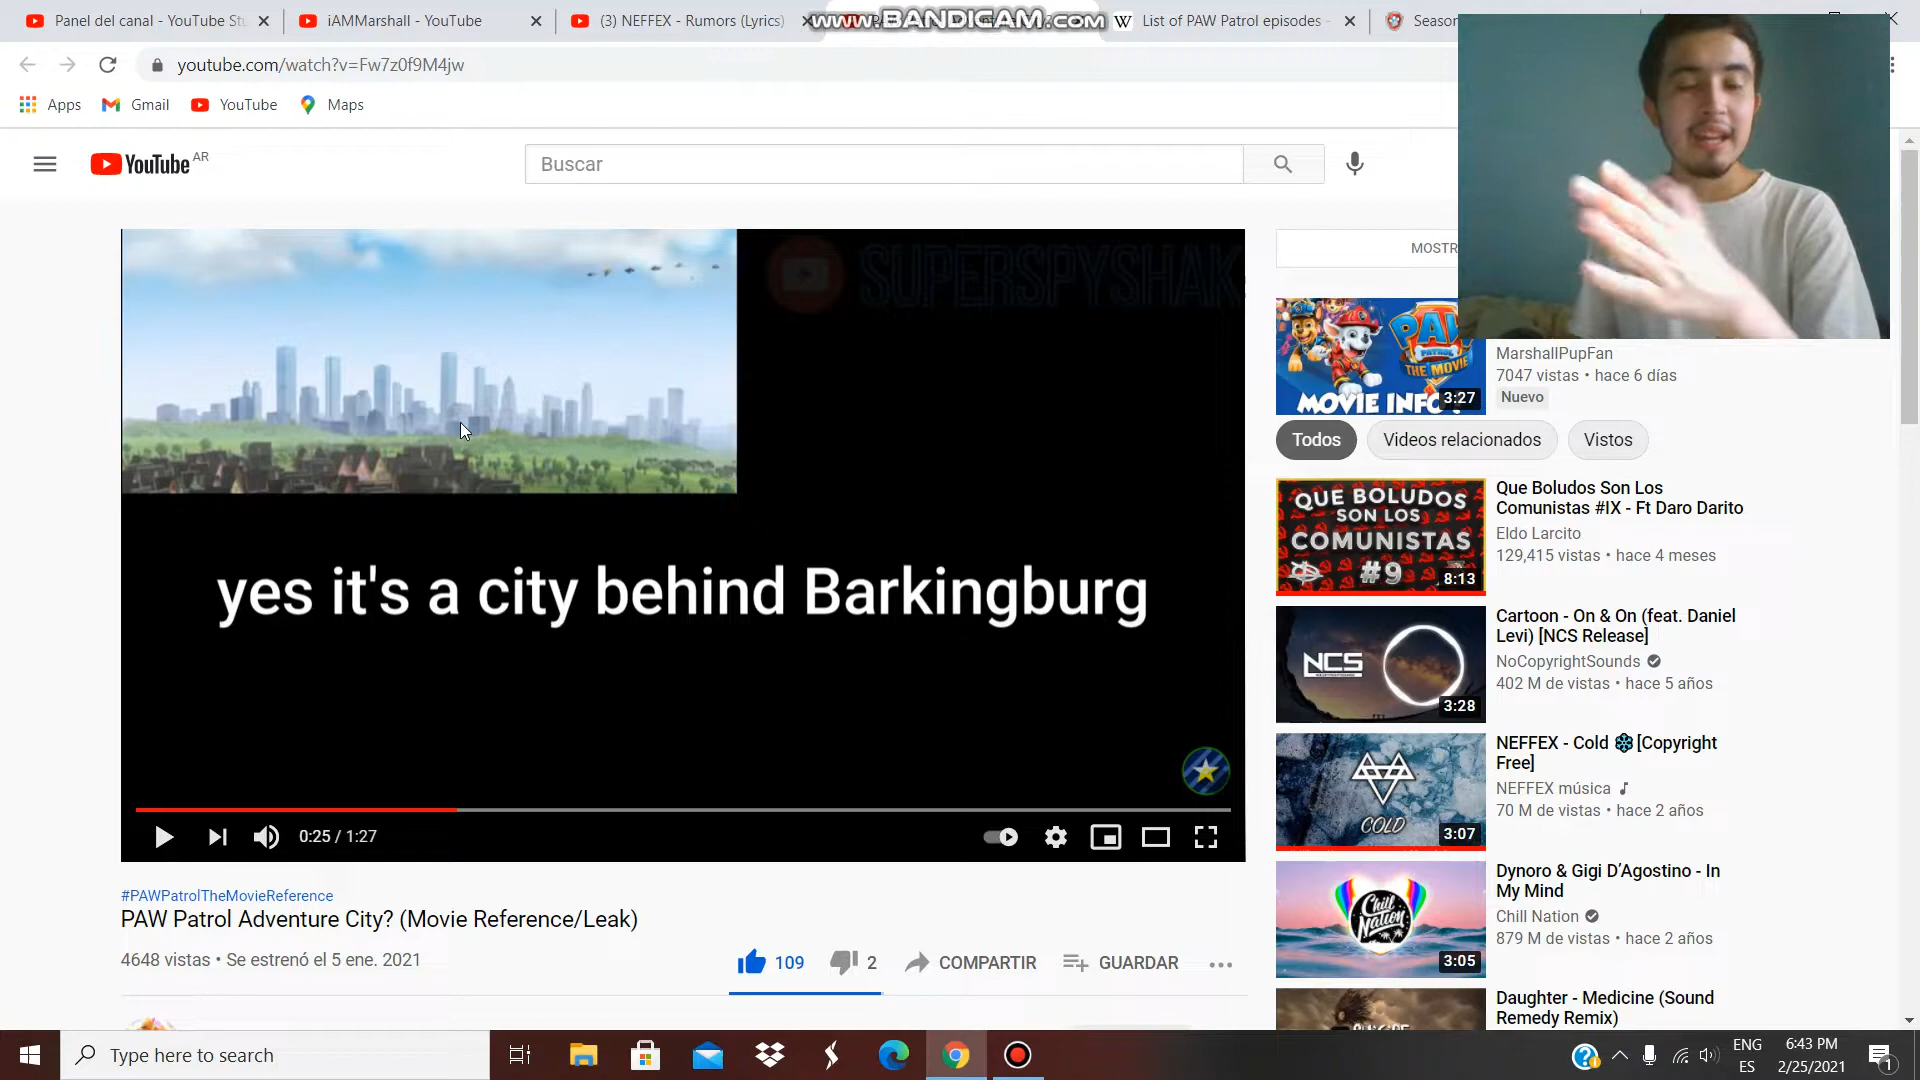 Panel del canal - YouTube St
iAMMarshall - YouTube
(3) NEFFEX - Rumors (Lyrics)
www.BANDICAM.com
List of PAW Patrol episodes -
Season
youtube.com/watch?v=Fw7z0f9M4jw
Apps
Gmail
YouTube
Maps
YouTube AR
Buscar
SUPERSPYSHAK
MOSTR
PAW
PATROL
THE MOVIE
MOVIE INFO
3:27
MarshallPupFan
7047 vistas • hace 6 días
Nuevo
Todos
Videos relacionados
Vistos
yes it's a city behind Barkingburg
QUE BOLUDOS
SON LOS
COMUNISTAS
#9
8:13
Que Boludos Son Los
Comunistas #IX - Ft Daro Darito
Eldo Larcito
129,415 vistas • hace 4 meses
NCS
3:28
Cartoon - On & On (feat. Daniel
Levi) [NCS Release]
NoCopyrightSounds
402 M de vistas • hace 5 años
COLD
3:07
NEFFEX - Cold [Copyright
Free]
NEFFEX música
70 M de vistas • hace 2 años
Chill
Nation
3:05
Dynoro & Gigi D’Agostino - In
My Mind
Chill Nation
879 M de vistas • hace 2 años
Daughter - Medicine (Sound
Remedy Remix)
0:25 / 1:27
#PAWPatrolTheMovieReference
PAW Patrol Adventure City? (Movie Reference/Leak)
4648 vistas • Se estrenó el 5 ene. 2021
109
2
COMPARTIR
GUARDAR
Type here to search
ENG
ES
6:43 PM
2/25/2021
1